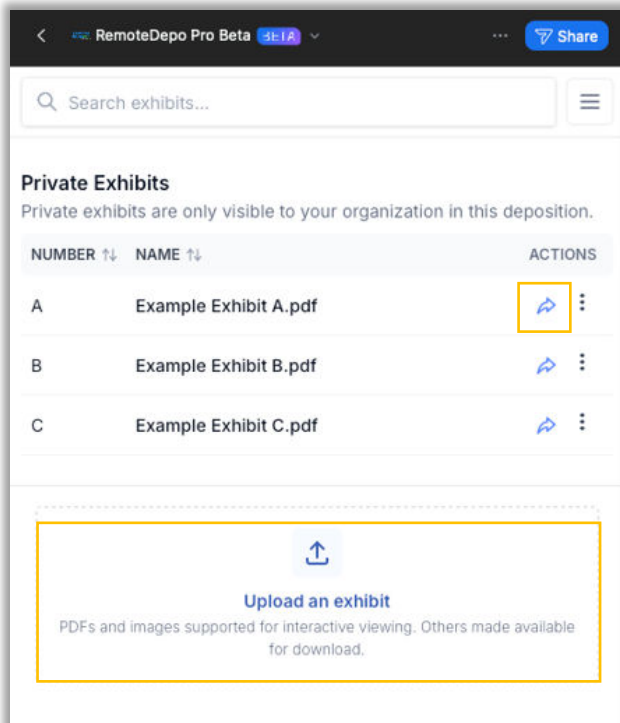 RemoteDepo Pro Beta BETA
Share
Search exhibits...
Private Exhibits
Private exhibits are only visible to your organization in this deposition.
NUMBER NAME ACTIONS
A Example Exhibit A.pdf
B Example Exhibit B.pdf
C Example Exhibit C.pdf
Upload an exhibit
PDFs and images supported for interactive viewing. Others made available
for download.